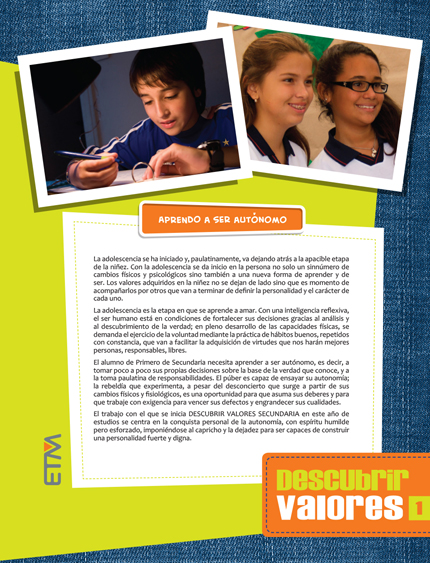 APRENDO A SER AUTÓNOMO
La adolescencia se ha iniciado y, paulatinamente, va dejando atrás a la apacible etapa
de la niñez. Con la adolescencia se da inicio en la persona no solo un sinnúmero de
cambios físicos y psicológicos sino también a una nueva forma de aprender y de
ser. Los valores adquiridos en la niñez no se dejan de lado sino que es momento de
acompañarlos por otros que van a terminar de definir la personalidad y el carácter de
cada uno.
La adolescencia es la etapa en que se aprende a amar. Con una inteligencia reflexiva,
el ser humano está en condiciones de fortalecer sus decisiones gracias al análisis y
al descubrimiento de la verdad; en pleno desarrollo de las capacidades físicas, se
demanda el ejercicio de la voluntad mediante la práctica de hábitos buenos, repetidos
con constancia, que van a facilitar la adquisición de virtudes que nos harán mejores
personas, responsables, libres.
El alumno de Primero de Secundaria necesita aprender a ser autónomo, es decir, a
tomar poco a poco sus propias decisiones sobre la base de la verdad que conoce, y a
la toma paulatina de responsabilidades. El púber es capaz de ensayar su autonomía;
la rebeldía que experimenta, a pesar del desconcierto que surge a partir de sus
cambios físicos y fisiológicos, es una oportunidad para que asuma sus deberes y para
que trabaje con exigencia para vencer sus defectos y engrandecer sus cualidades.
El trabajo con el que se inicia DESCUBRIR VALORES SECUNDARIA en este año de
estudios se centra en la conquista personal de la autonomía, con espíritu humilde
pero esforzado, imponiéndose al capricho y la dejadez para ser capaces de construir
una personalidad fuerte y digna.
ETM
Descubrir
valores 1